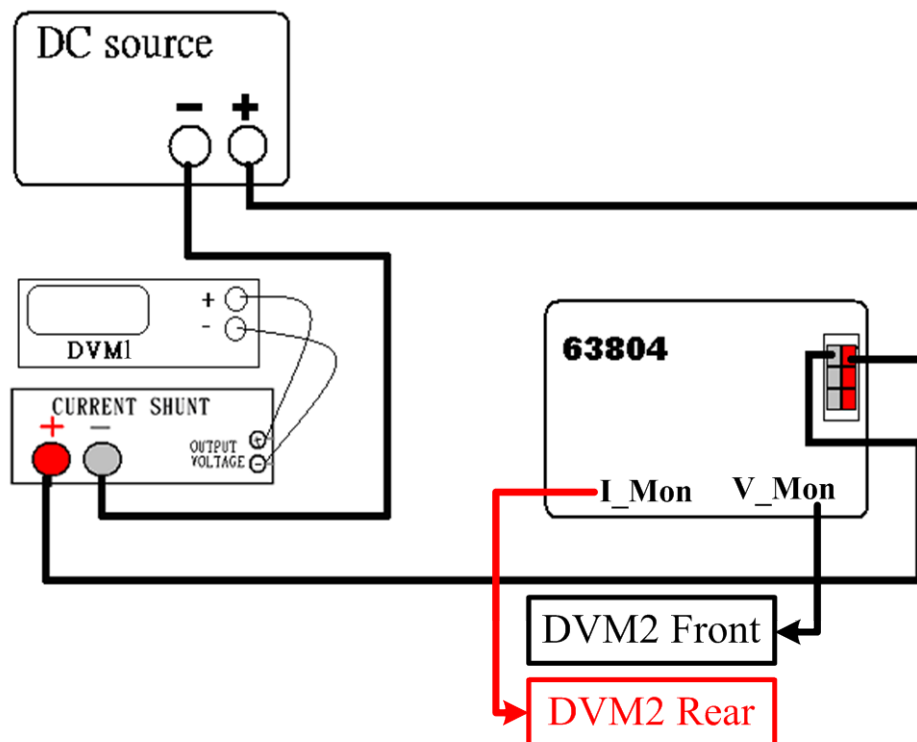 DC source
− +
+
-
DVM1
63804
CURRENT SHUNT
+ −
OUTPUT
VOLTAGE
+
−
I_Mon V_Mon
DVM2 Front
DVM2 Rear